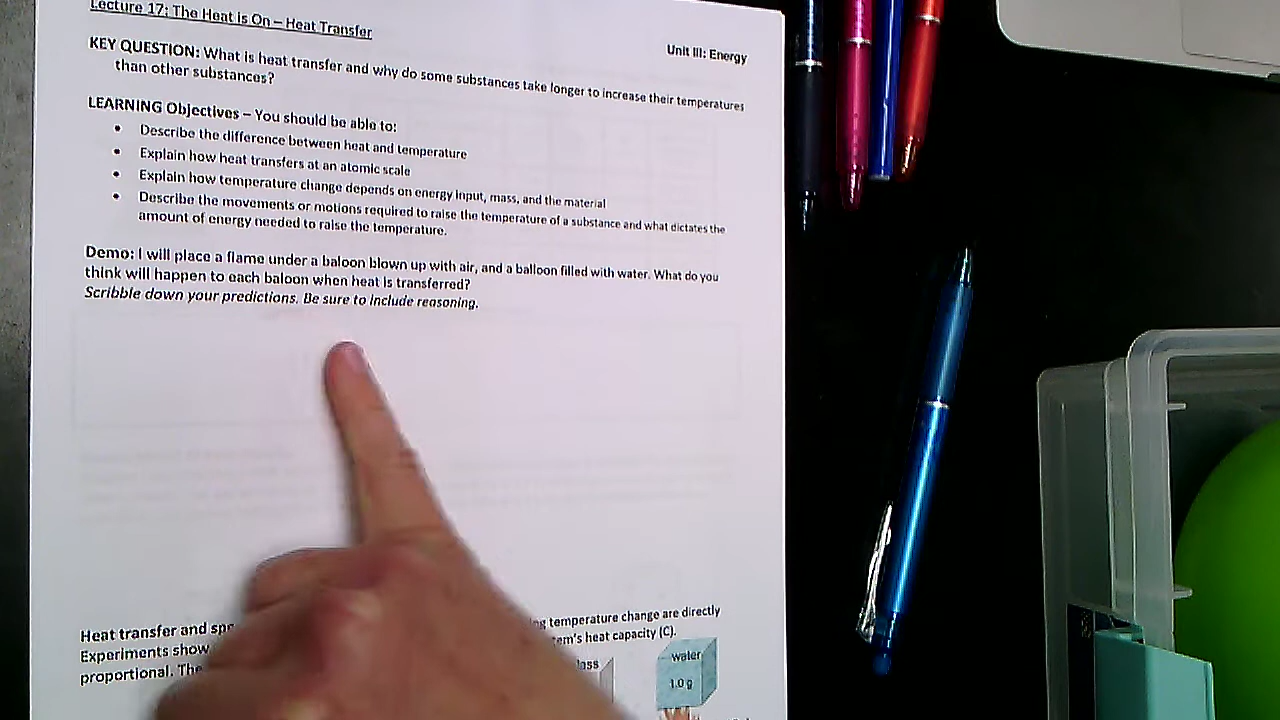 Lecture 17: The Heat is On – Heat Transfer
Unit III: Energy
KEY QUESTION: What is heat transfer and why do some substances take longer to increase their temperatures
than other substances?
LEARNING Objectives – You should be able to:
• Describe the difference between heat and temperature
• Explain how heat transfers at an atomic scale
• Explain how temperature change depends on energy input, mass, and the material
• Describe the movements or motions required to raise the temperature of a substance and what dictates the
amount of energy needed to raise the temperature.
Demo: I will place a flame under a baloon blown up with air, and a balloon filled with water. What do you
think will happen to each baloon when heat is transferred?
Scribble down your predictions. Be sure to include reasoning.
Heat transfer and temperature change are directly
Experiments show heat capacity (C).
proportional. The
water
1.0 g